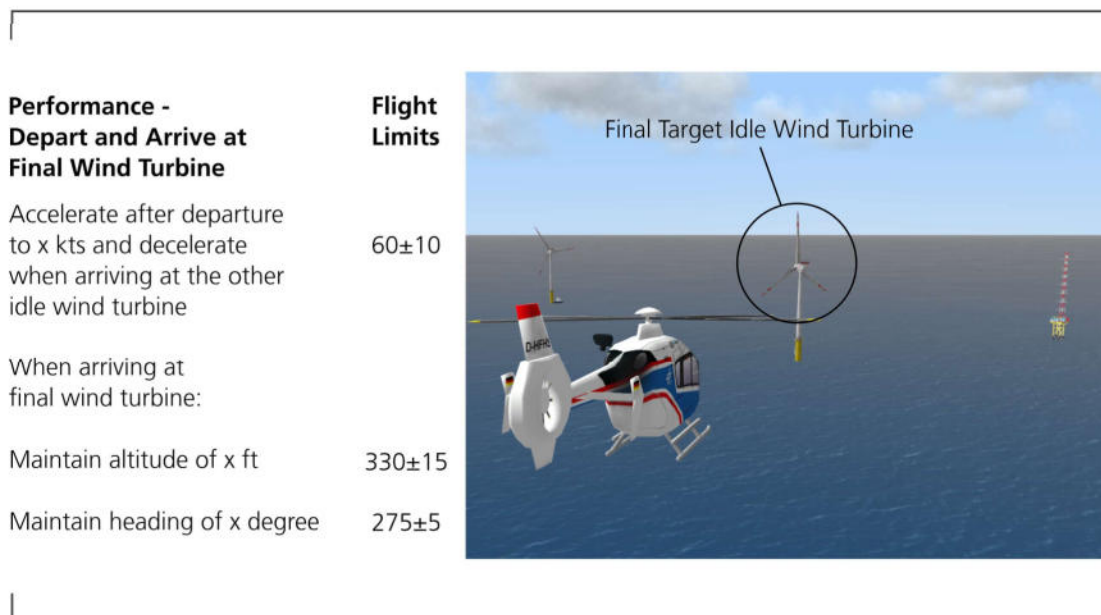 Performance -
Depart and Arrive at
Final Wind Turbine
Flight
Limits
Accelerate after departure
to x kts and decelerate
when arriving at the other
idle wind turbine
60±10
When arriving at
final wind turbine:
Maintain altitude of x ft
330±15
Maintain heading of x degree
275±5
Final Target Idle Wind Turbine